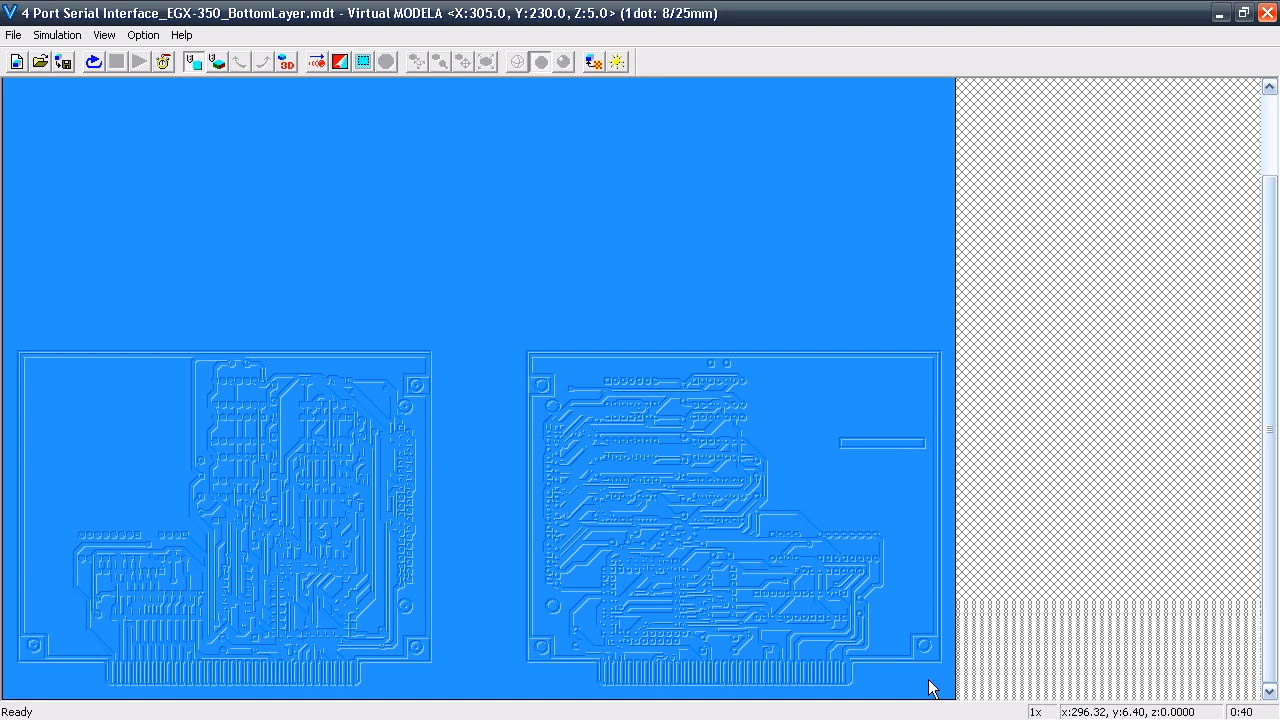 4 Port Serial Interface_EGX-350_BottomLayer.mdt - Virtual MODELA <X:305.0, Y:230.0, Z:5.0> (1dot: 8/25mm)
File Simulation View Option Help
3D
Ready 1x x:296.32, y:6.40, z:0.0000 0:40